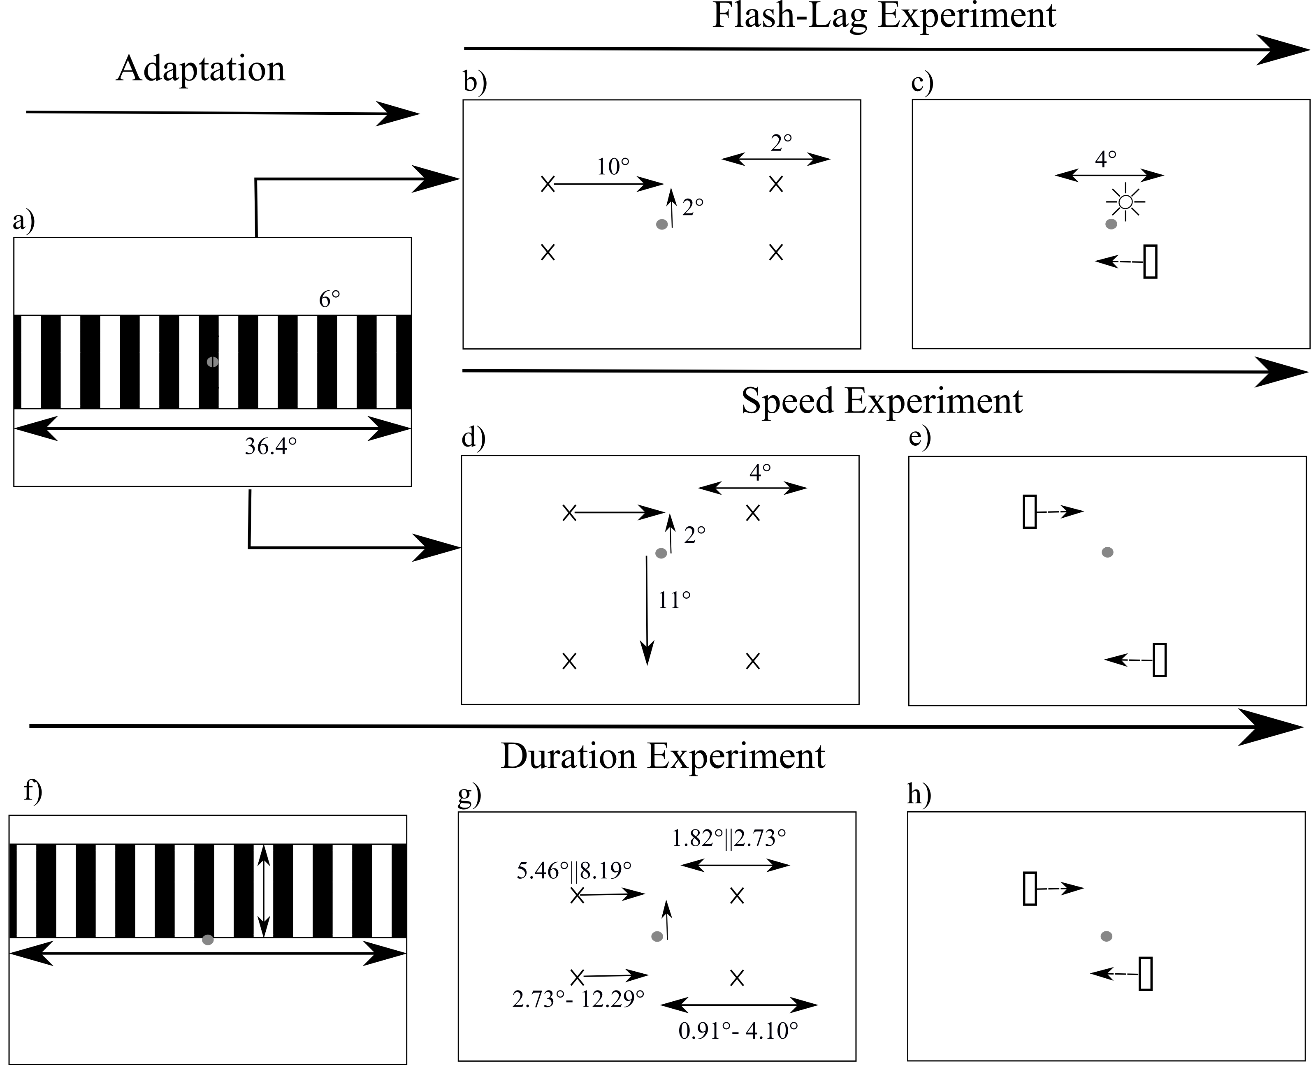 Flash-Lag Experiment
Adaptation
b)
c)
10°
2°
2°
4°
a)
6°
36.4°
Speed Experiment
d)
e)
4°
2°
11°
Duration Experiment
f)
g)
h)
1.82°||2.73°
5.46°||8.19°
2.73°- 12.29°
0.91°- 4.10°